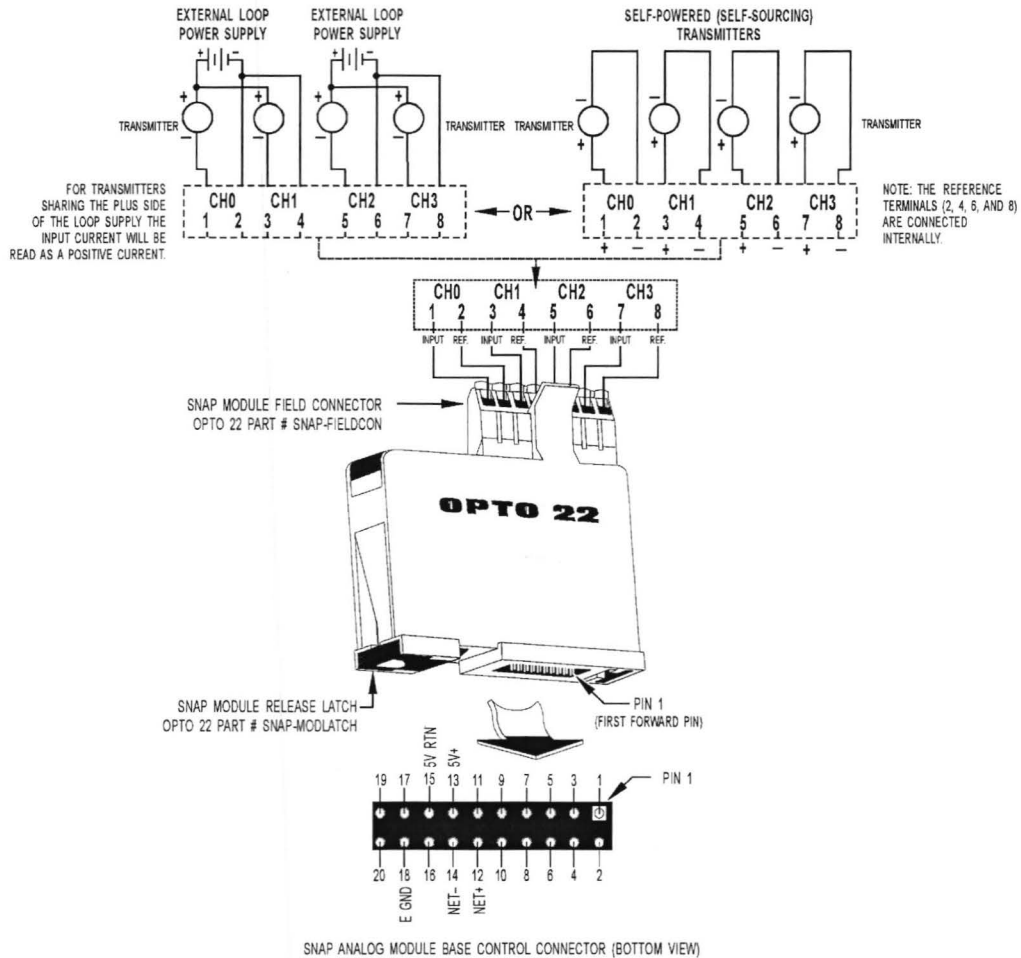 EXTERNAL LOOP
POWER SUPPLY
EXTERNAL LOOP
POWER SUPPLY
SELF-POWERED (SELF-SOURCING)
TRANSMITTERS
+ -
+ -
+ + + +
- - - -
TRANSMITTER
TRANSMITTER
TRANSMITTER
TRANSMITTER
- - - -
+ + + +
FOR TRANSMITTERS
SHARING THE PLUS SIDE
OF THE LOOP SUPPLY THE
INPUT CURRENT WILL BE
READ AS A POSITIVE CURRENT.
CH0 CH1 CH2 CH3
1 2 3 4 5 6 7 8
OR
CH0 CH1 CH2 CH3
1 2 3 4 5 6 7 8
+ - + - + - + -
NOTE: THE REFERENCE
TERMINALS (2, 4, 6, AND 8)
ARE CONNECTED
INTERNALLY.
CH0 CH1 CH2 CH3
1 2 3 4 5 6 7 8
INPUT REF. INPUT REF. INPUT REF. INPUT REF.
SNAP MODULE FIELD CONNECTOR
OPTO 22 PART # SNAP-FIELDCON
OPTO 22
SNAP MODULE RELEASE LATCH
OPTO 22 PART # SNAP-MODLATCH
PIN 1
(FIRST FORWARD PIN)
5V RTN
5V+
19 17 15 13 11 9 7 5 3 1
PIN 1
20 18 16 14 12 10 8 6 4 2
E GND
NET-
NET+
SNAP ANALOG MODULE BASE CONTROL CONNECTOR (BOTTOM VIEW)